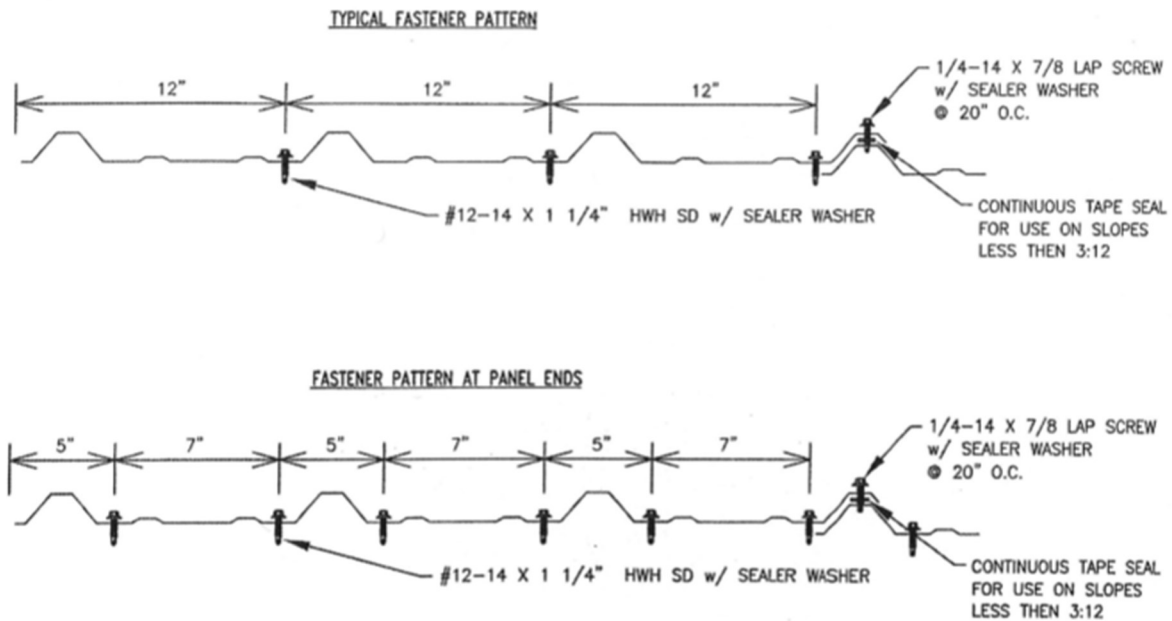 TYPICAL FASTENER PATTERN
12" 12" 12"
1/4-14 X 7/8 LAP SCREW
w/ SEALER WASHER
@ 20" O.C.
#12-14 X 1 1/4" HWH SD w/ SEALER WASHER
CONTINUOUS TAPE SEAL
FOR USE ON SLOPES
LESS THEN 3:12
FASTENER PATTERN AT PANEL ENDS
5" 7" 5" 7" 5" 7"
1/4-14 X 7/8 LAP SCREW
w/ SEALER WASHER
@ 20" O.C.
#12-14 X 1 1/4" HWH SD w/ SEALER WASHER
CONTINUOUS TAPE SEAL
FOR USE ON SLOPES
LESS THEN 3:12